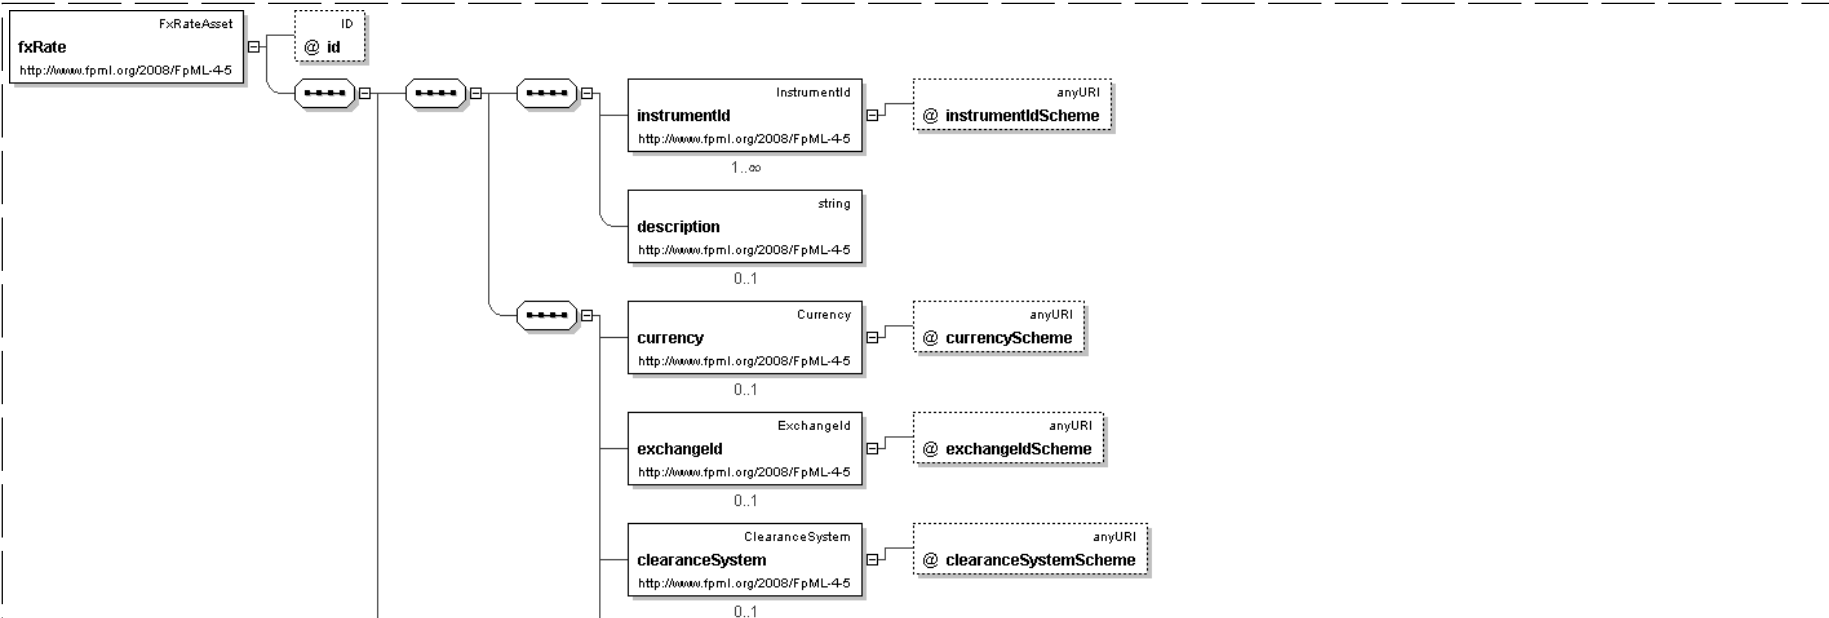 FxRateAsset
fxRate
http://www.fpml.org/2008/FpML-4-5
ID
@ id
InstrumentId
instrumentId
http://www.fpml.org/2008/FpML-4-5
1..∞
anyURI
@ instrumentIdScheme
string
description
http://www.fpml.org/2008/FpML-4-5
0..1
Currency
currency
http://www.fpml.org/2008/FpML-4-5
0..1
anyURI
@ currencyScheme
ExchangeId
exchangeId
http://www.fpml.org/2008/FpML-4-5
0..1
anyURI
@ exchangeIdScheme
ClearanceSystem
clearanceSystem
http://www.fpml.org/2008/FpML-4-5
0..1
anyURI
@ clearanceSystemScheme